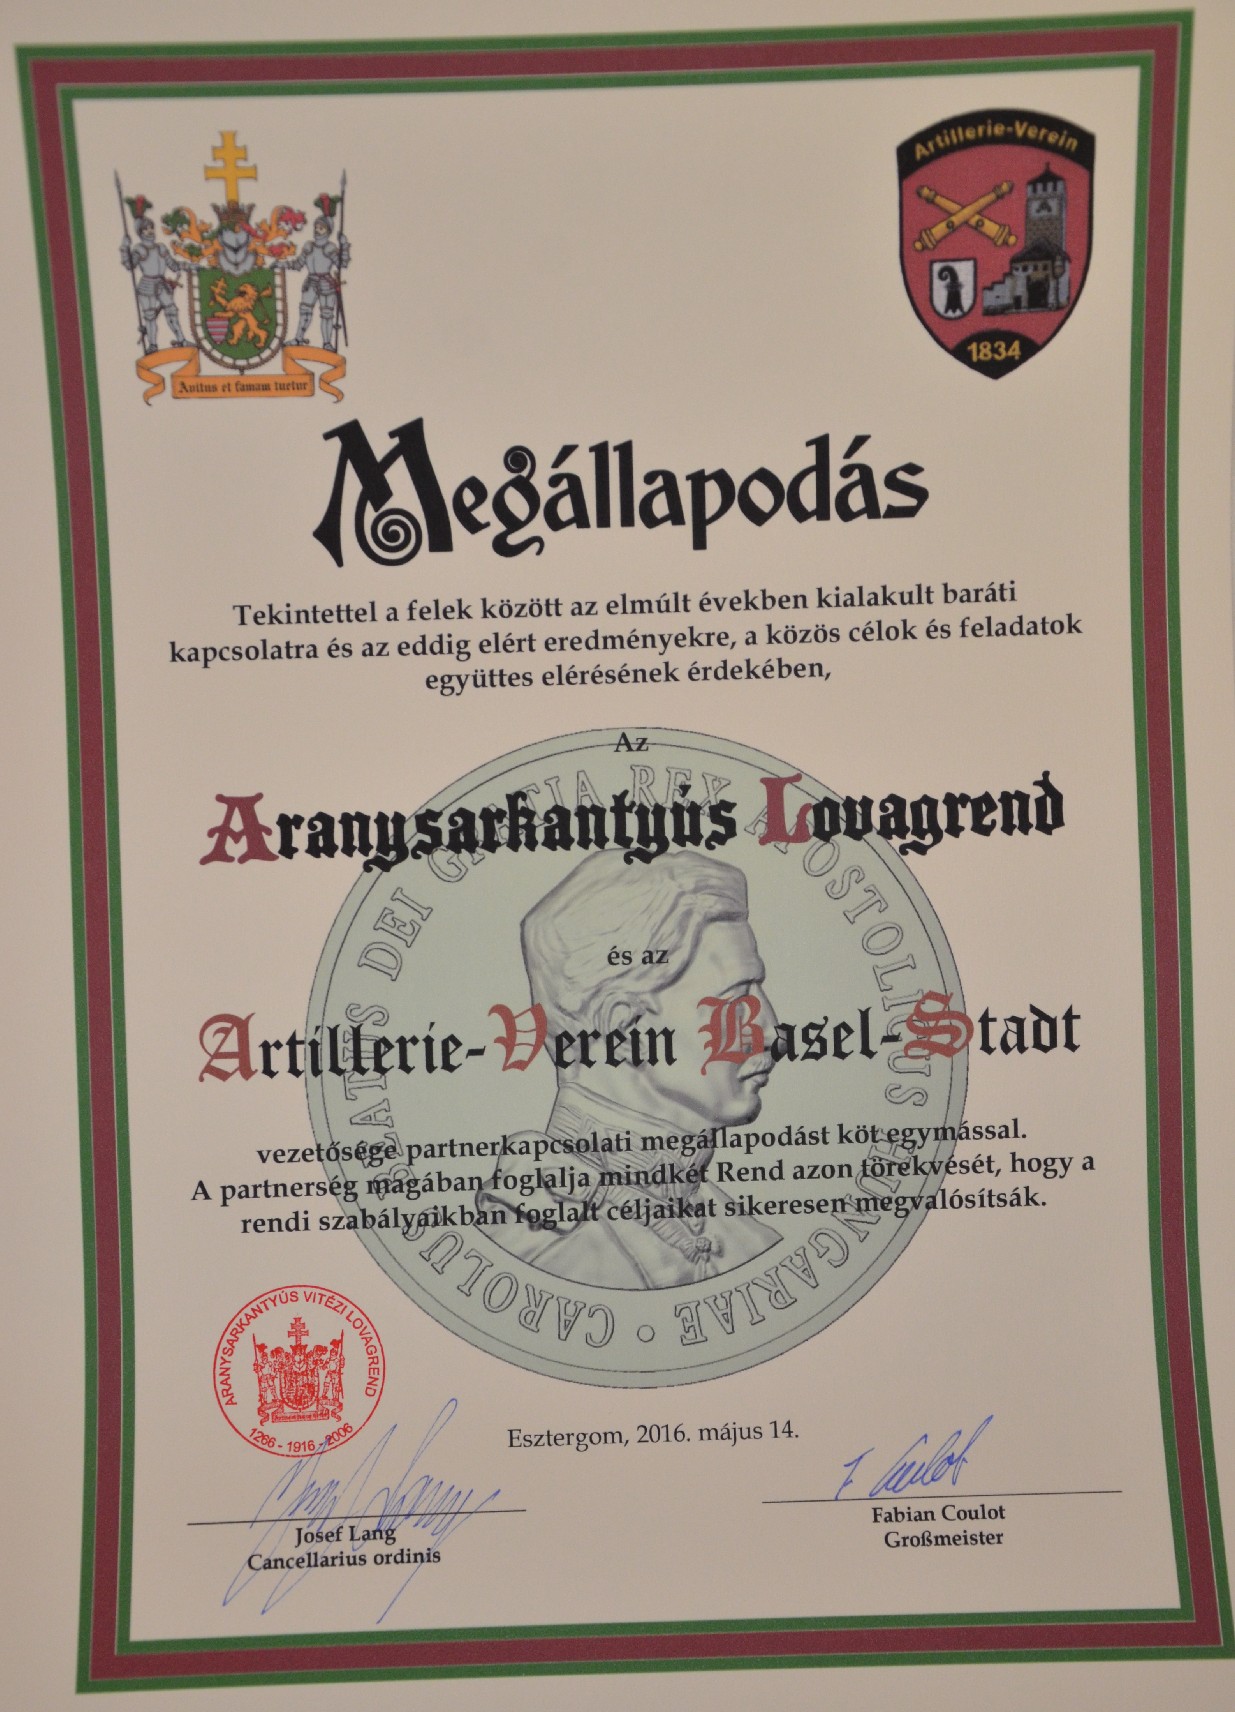 Artillerie-Verein
1834
Avitus et famam tuetur
Megállapodás
Tekintettel a felek között az elmúlt években kialakult baráti
kapcsolatra és az eddig elért eredményekre, a közös célok és feladatok
együttes elérésének érdekében,
Az
Aranysarkantyús Lovagrend
és az
Artillerie-Verein Basel-Stadt
vezetősége partnerkapcsolati megállapodást köt egymással.
A partnerség magában foglalja mindkét Rend azon törekvését, hogy a
rendi szabályaikban foglalt céljaikat sikeresen megvalósítsák.
CAROLUS BEATUS DEI GRATIA REX APOSTOLICUS HUNGARIAE
ARANYSARKANTYÚS VITÉZI LOVAGREND
1266 - 1916 - 2006
Esztergom, 2016. május 14.
F. Coulot
Josef Lang
Cancellarius ordinis
Fabian Coulot
Großmeister